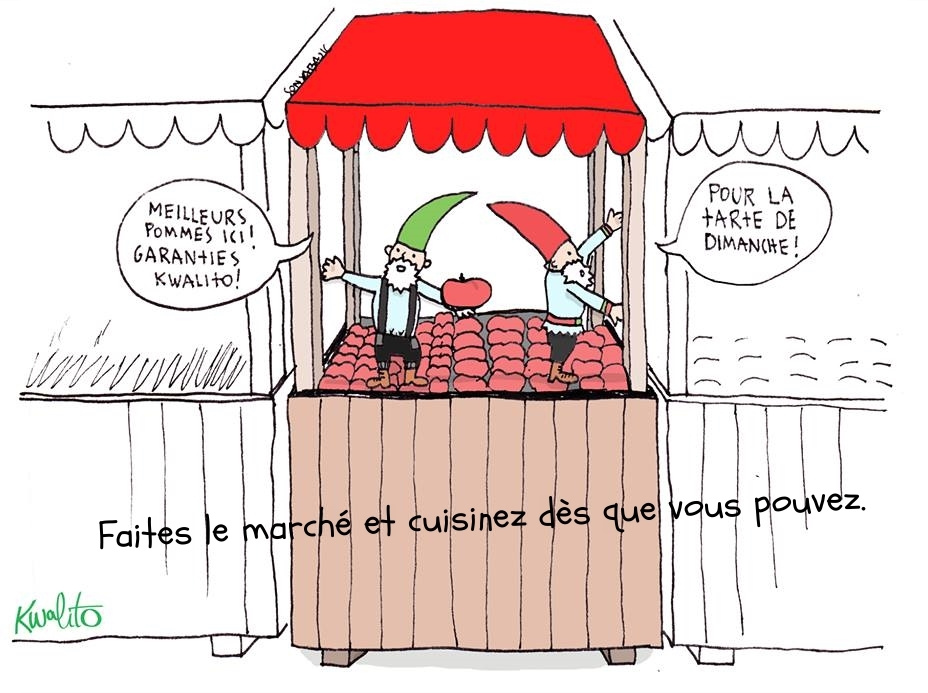 MEILLEURS
POMMES ICI!
GARANTIES
KWALITO!
POUR LA
TARTE DE
DIMANCHE!
Faites le marché et cuisinez dès que vous pouvez.
Kwalito